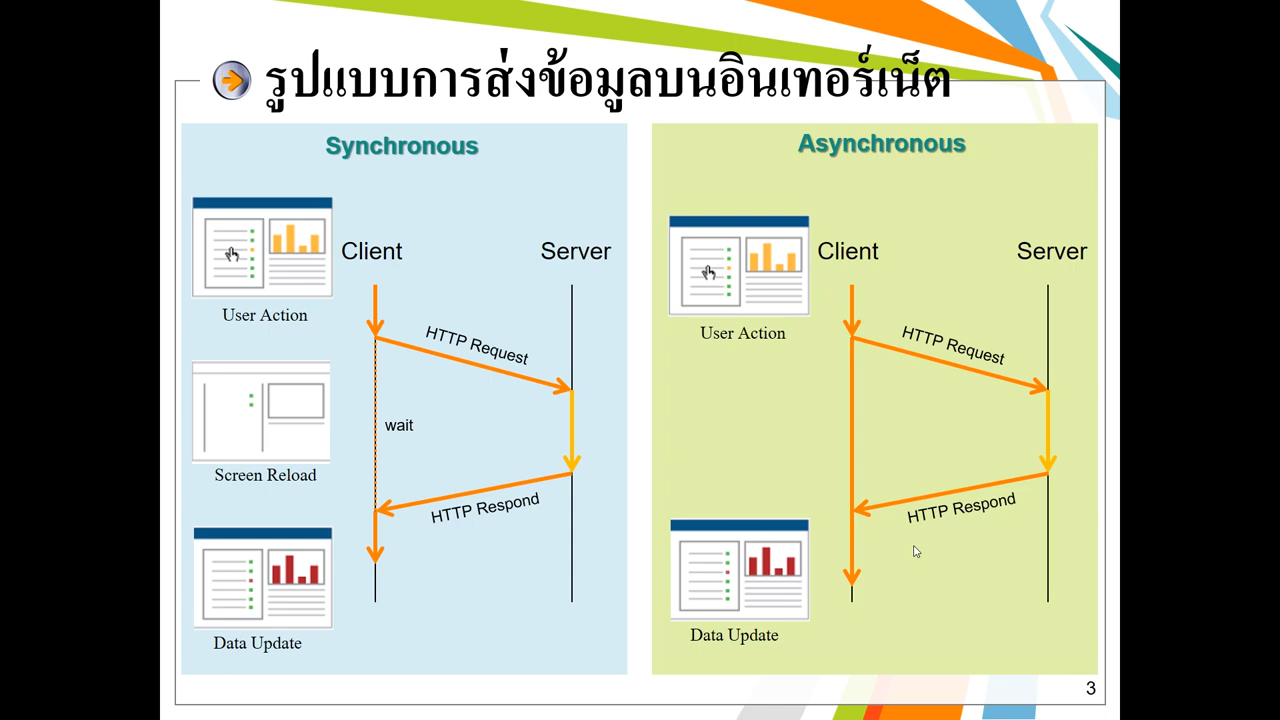 รูปแบบการส่งข้อมูลบนอินเทอร์เน็ต
Synchronous
Client
Server
User Action
HTTP Request
wait
Screen Reload
HTTP Respond
Data Update
Asynchronous
Client
Server
User Action
HTTP Request
HTTP Respond
Data Update
3